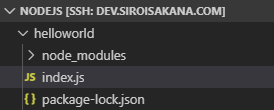 NODEJS [SSH: DEV.SIROISAKANA.COM]
helloworld
node_modules
JS index.js
{} package-lock.json